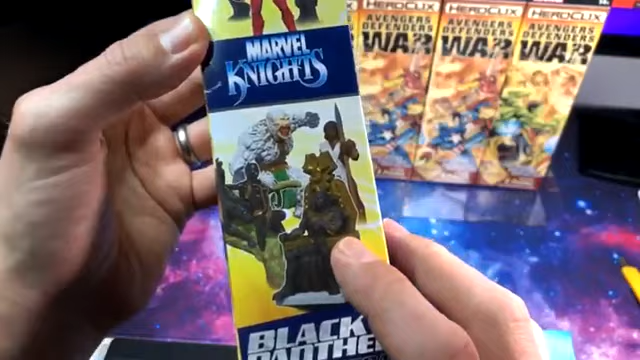 MARVEL
KNIGHTS
BLACK
PANTHER
HEROCLIX
AVENGERS
DEFENDERS
WAR
HEROCLIX
AVENGERS
DEFENDERS
WAR
HEROCLIX
AVENGERS
DEFENDERS
WAR